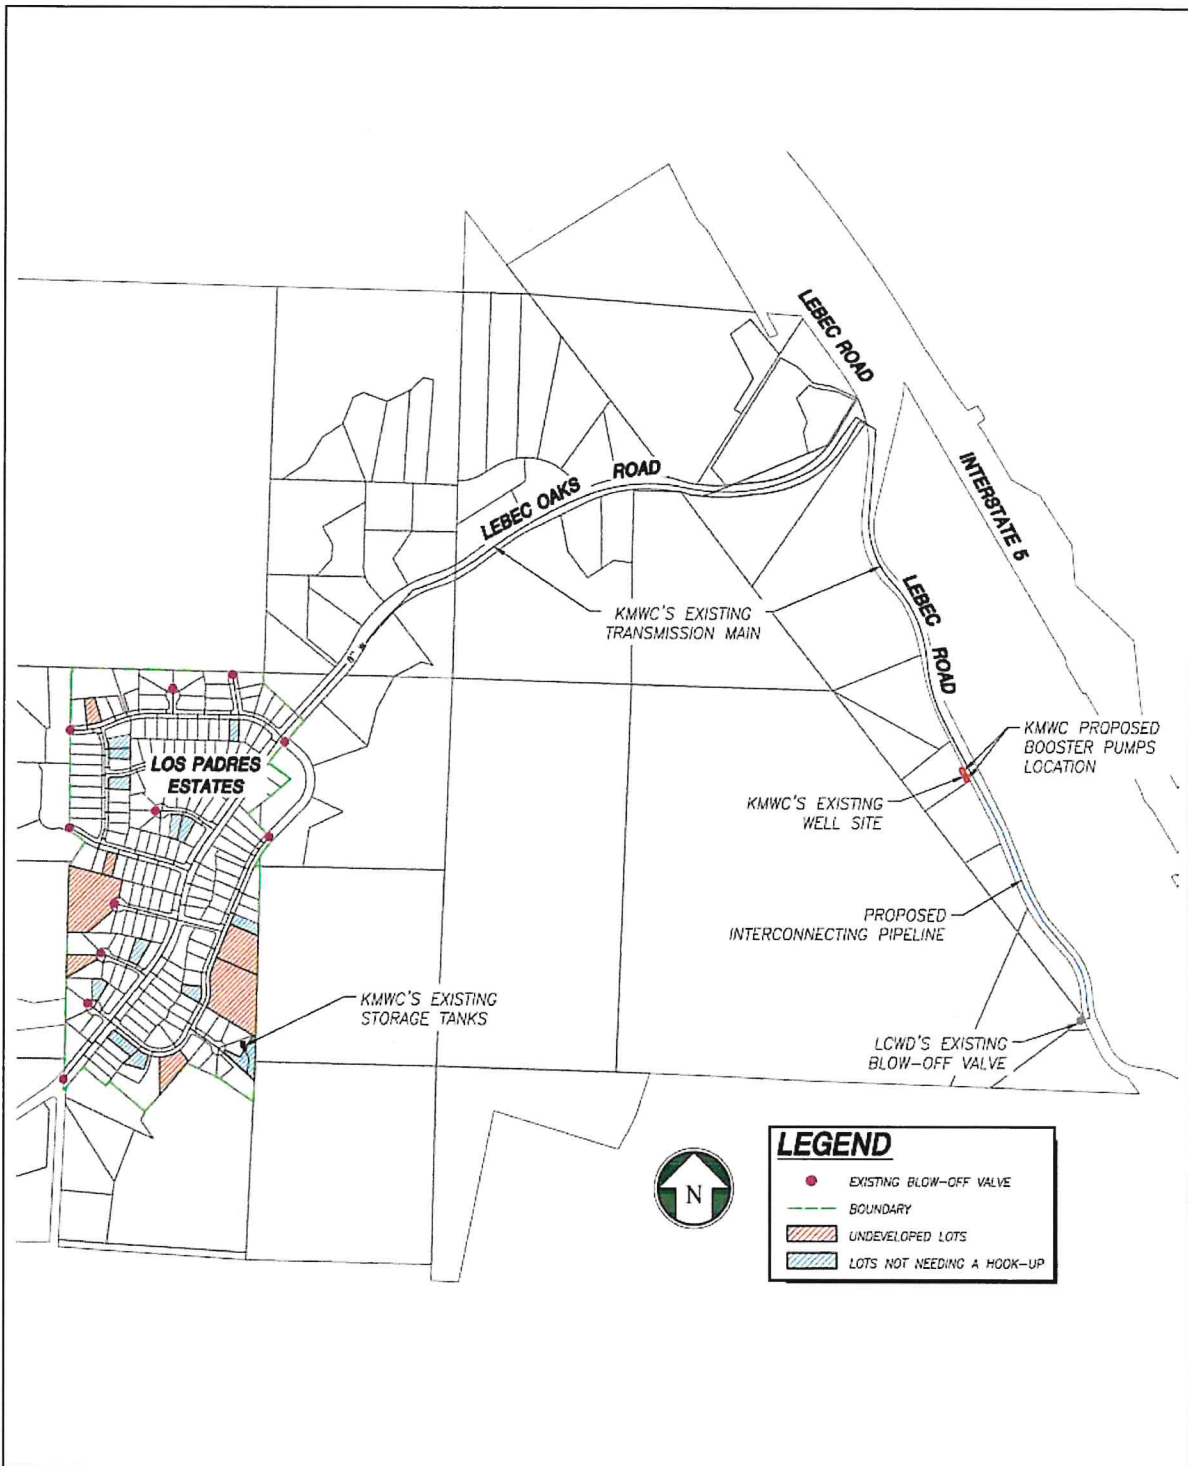 LEBEC ROAD
INTERSTATE 5
LEBEC OAKS ROAD
KMWC'S EXISTING
TRANSMISSION MAIN
LEBEC ROAD
KMWC PROPOSED
BOOSTER PUMPS
LOCATION
LOS PADRES
ESTATES
KMWC'S EXISTING
WELL SITE
PROPOSED
INTERCONNECTING PIPELINE
KMWC'S EXISTING
STORAGE TANKS
LCWD'S EXISTING
BLOW-OFF VALVE
N
LEGEND
EXISTING BLOW-OFF VALVE
BOUNDARY
UNDEVELOPED LOTS
LOTS NOT NEEDING A HOOK-UP